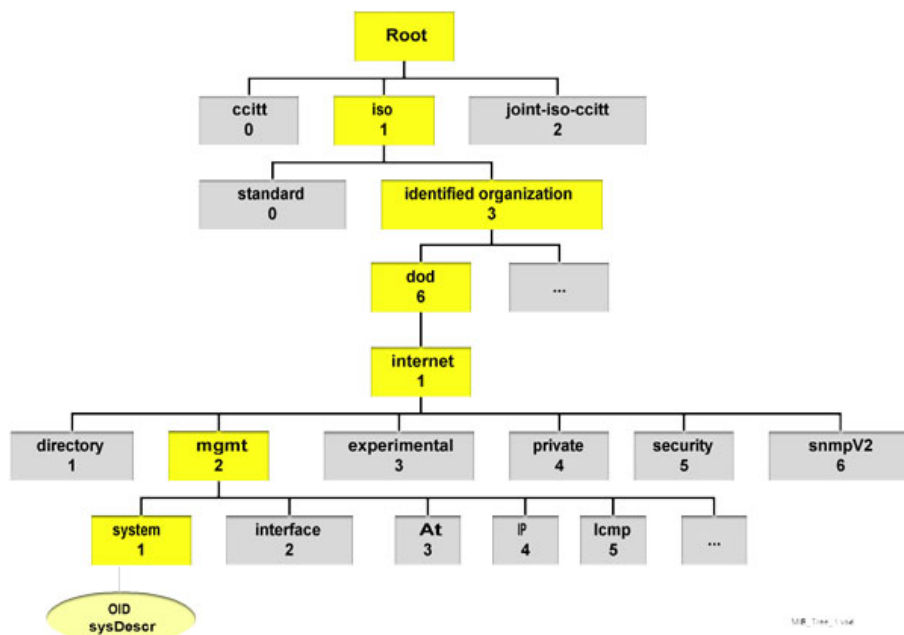 Root
ccitt
0
iso
1
joint-iso-ccitt
2
standard
0
identified organization
3
dod
6
...
internet
1
directory
1
mgmt
2
experimental
3
private
4
security
5
snmpV2
6
system
1
interface
2
At
3
IP
4
Icmp
5
...
OID
sysDescr